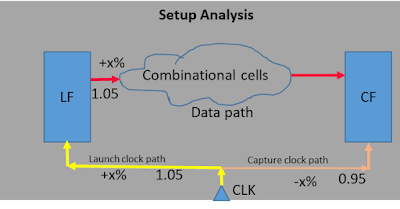 Setup Analysis
+x%
Combinational cells
LF
1.05
CF
Data path
Launch clock path
Capture clock path
+x%
1.05
-x%
0.95
CLK